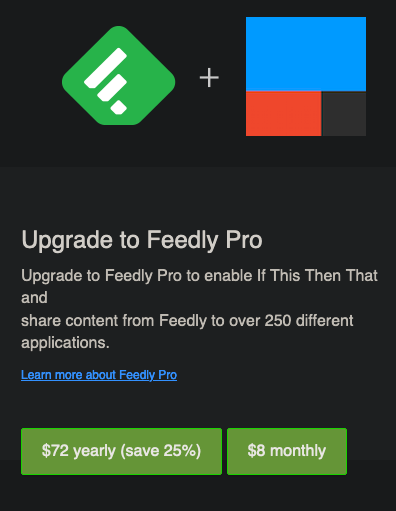 +
Upgrade to Feedly Pro
Upgrade to Feedly Pro to enable If This Then That
and
share content from Feedly to over 250 different
applications.
Learn more about Feedly Pro
$72 yearly (save 25%) $8 monthly